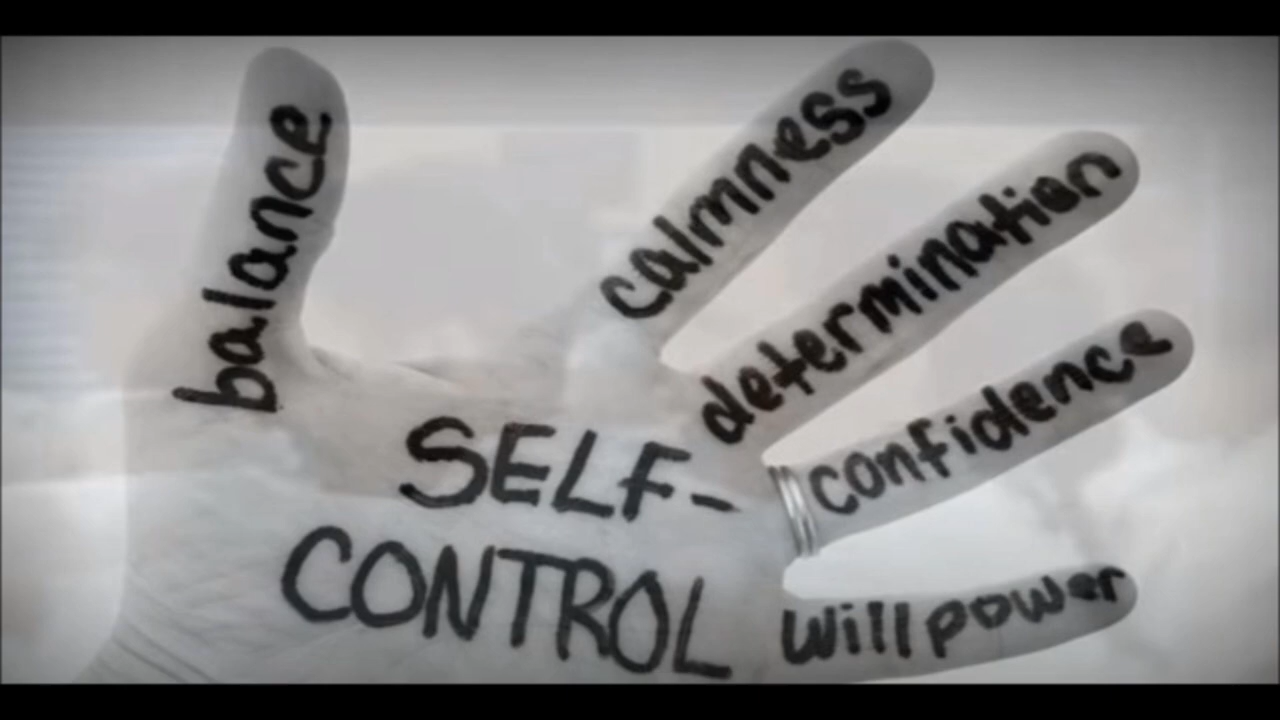 balance
calmness
determination
confidence
willpower
SELF-
CONTROL